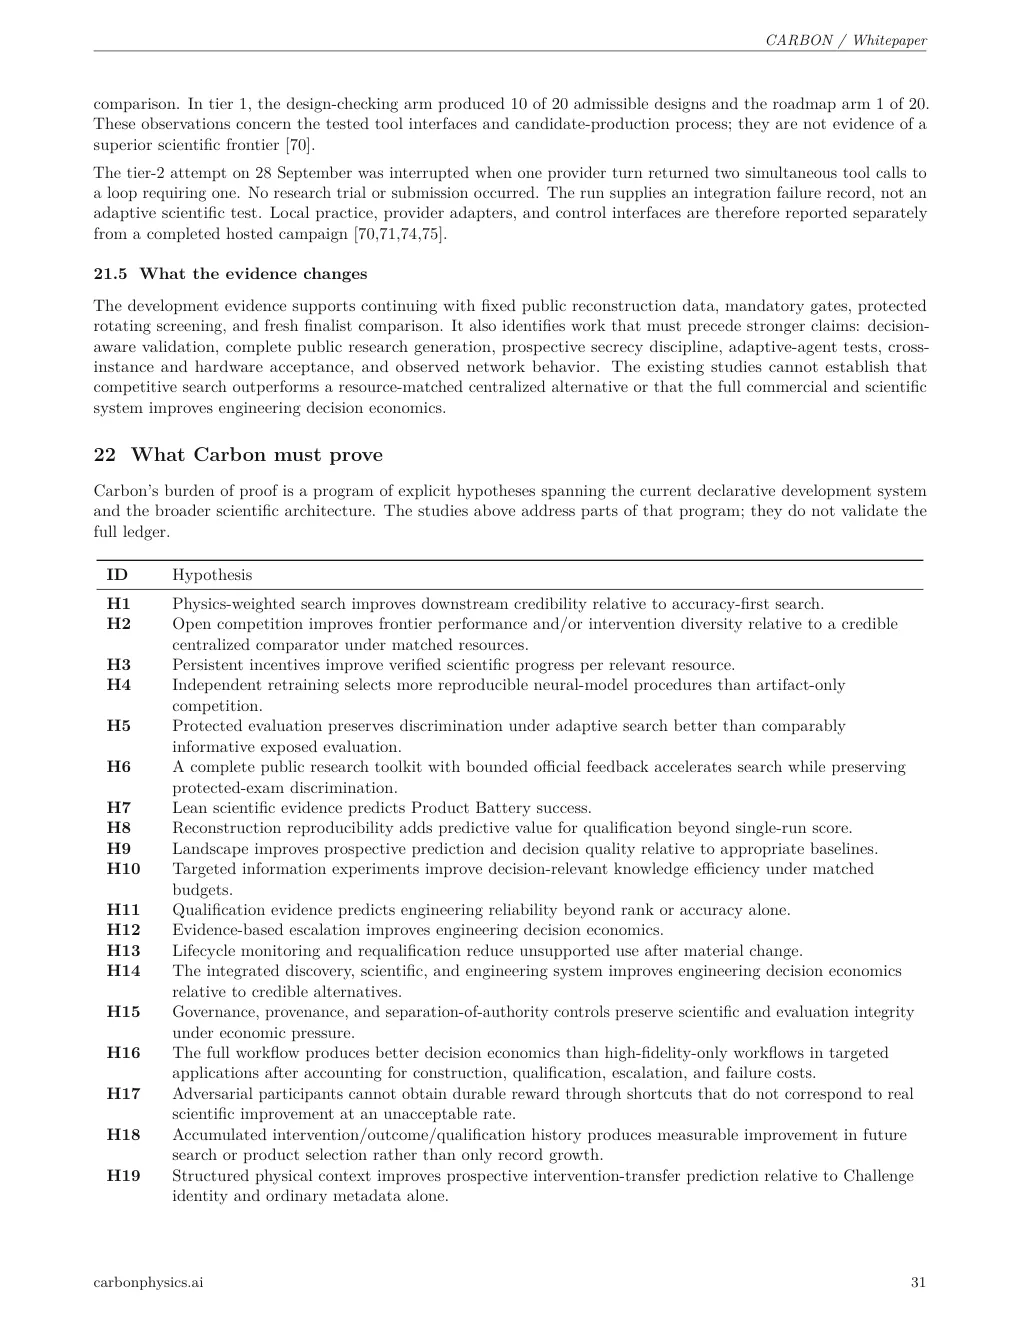 CARBON / Whitepaper
comparison. In tier 1, the design-checking arm produced 10 of 20 admissible designs and the roadmap arm 1 of 20.
These observations concern the tested tool interfaces and candidate-production process; they are not evidence of a
superior scientific frontier [70].
The tier-2 attempt on 28 September was interrupted when one provider turn returned two simultaneous tool calls to
a loop requiring one. No research trial or submission occurred. The run supplies an integration failure record, not an
adaptive scientific test. Local practice, provider adapters, and control interfaces are therefore reported separately
from a completed hosted campaign [70,71,74,75].
21.5 What the evidence changes
The development evidence supports continuing with fixed public reconstruction data, mandatory gates, protected
rotating screening, and fresh finalist comparison. It also identifies work that must precede stronger claims: decision-
aware validation, complete public research generation, prospective secrecy discipline, adaptive-agent tests, cross-
instance and hardware acceptance, and observed network behavior. The existing studies cannot establish that
competitive search outperforms a resource-matched centralized alternative or that the full commercial and scientific
system improves engineering decision economics.
22 What Carbon must prove
Carbon's burden of proof is a program of explicit hypotheses spanning the current declarative development system
and the broader scientific architecture. The studies above address parts of that program; they do not validate the
full ledger.
ID Hypothesis
H1 Physics-weighted search improves downstream credibility relative to accuracy-first search.
H2 Open competition improves frontier performance and/or intervention diversity relative to a credible
centralized comparator under matched resources.
H3 Persistent incentives improve verified scientific progress per relevant resource.
H4 Independent retraining selects more reproducible neural-model procedures than artifact-only
competition.
H5 Protected evaluation preserves discrimination under adaptive search better than comparably
informative exposed evaluation.
H6 A complete public research toolkit with bounded official feedback accelerates search while preserving
protected-exam discrimination.
H7 Lean scientific evidence predicts Product Battery success.
H8 Reconstruction reproducibility adds predictive value for qualification beyond single-run score.
H9 Landscape improves prospective prediction and decision quality relative to appropriate baselines.
H10 Targeted information experiments improve decision-relevant knowledge efficiency under matched
budgets.
H11 Qualification evidence predicts engineering reliability beyond rank or accuracy alone.
H12 Evidence-based escalation improves engineering decision economics.
H13 Lifecycle monitoring and requalification reduce unsupported use after material change.
H14 The integrated discovery, scientific, and engineering system improves engineering decision economics
relative to credible alternatives.
H15 Governance, provenance, and separation-of-authority controls preserve scientific and evaluation integrity
under economic pressure.
H16 The full workflow produces better decision economics than high-fidelity-only workflows in targeted
applications after accounting for construction, qualification, escalation, and failure costs.
H17 Adversarial participants cannot obtain durable reward through shortcuts that do not correspond to real
scientific improvement at an unacceptable rate.
H18 Accumulated intervention/outcome/qualification history produces measurable improvement in future
search or product selection rather than only record growth.
H19 Structured physical context improves prospective intervention-transfer prediction relative to Challenge
identity and ordinary metadata alone.
carbonphysics.ai 31